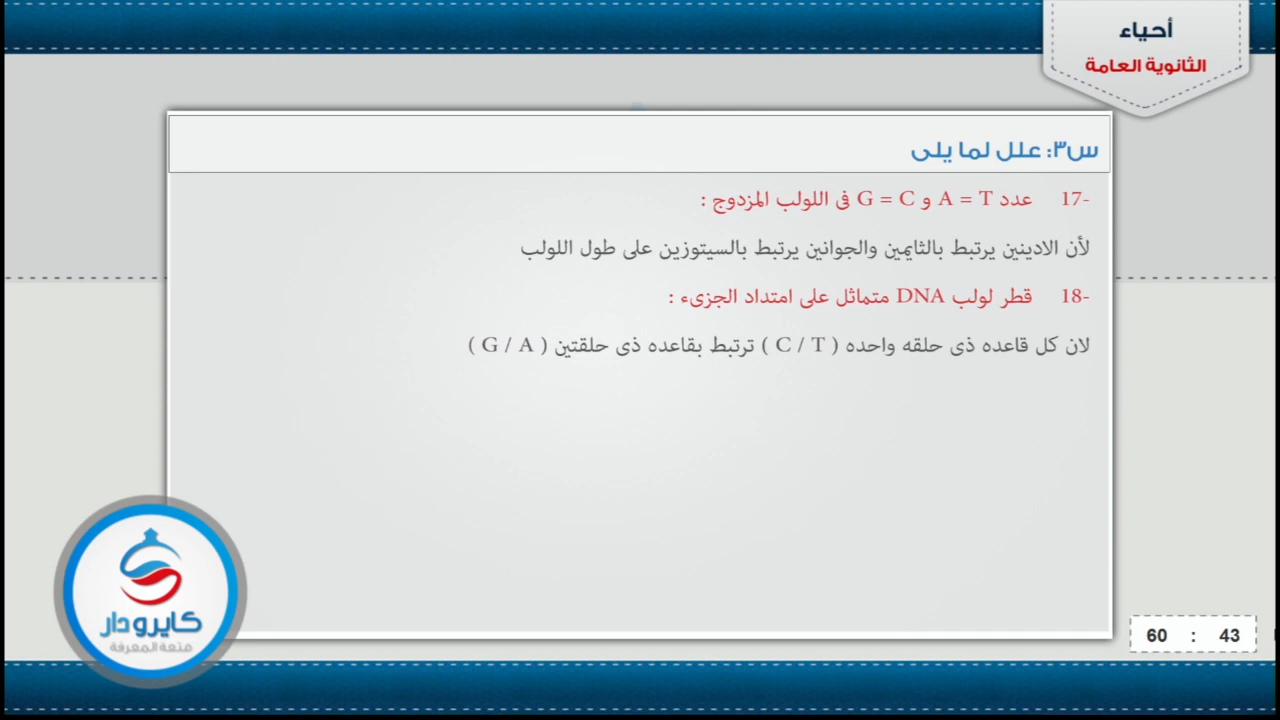 أحياء
الثانوية العامة
س٣: علل لما يلى
17- عدد A = T و G = C فى اللولب المزدوج :
لأن الادينين يرتبط بالثايمين والجوانين يرتبط بالسيتوزين على طول اللولب
18- قطر لولب DNA متماثل على امتداد الجزىء :
لان كل قاعده ذى حلقه واحده ( C / T ) ترتبط بقاعده ذى حلقتين ( G / A )
كايرودار
متعة المعرفة
60 : 43